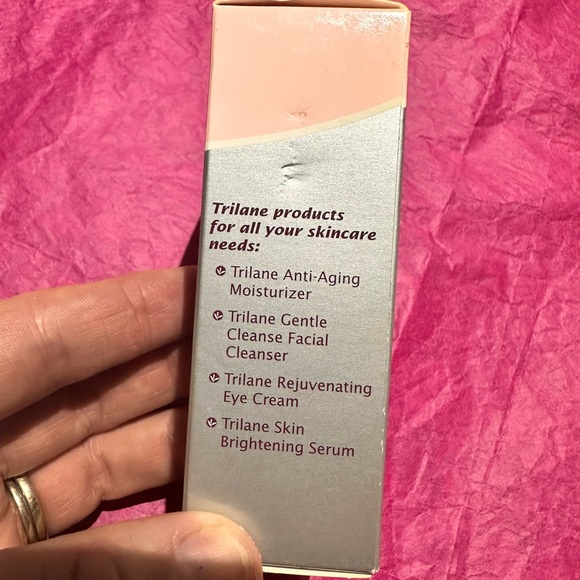 Trilane products
for all your skincare
needs:
Trilane Anti-Aging
Moisturizer
Trilane Gentle
Cleanse Facial
Cleanser
Trilane Rejuvenating
Eye Cream
Trilane Skin
Brightening Serum